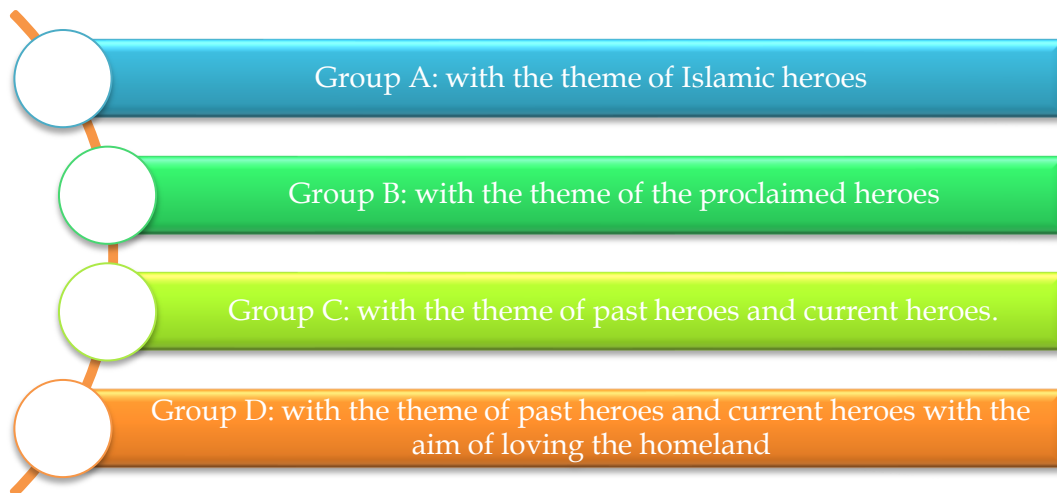 Group A: with the theme of Islamic heroes
Group B: with the theme of the proclaimed heroes
Group C: with the theme of past heroes and current heroes.
Group D: with the theme of past heroes and current heroes with the
aim of loving the homeland